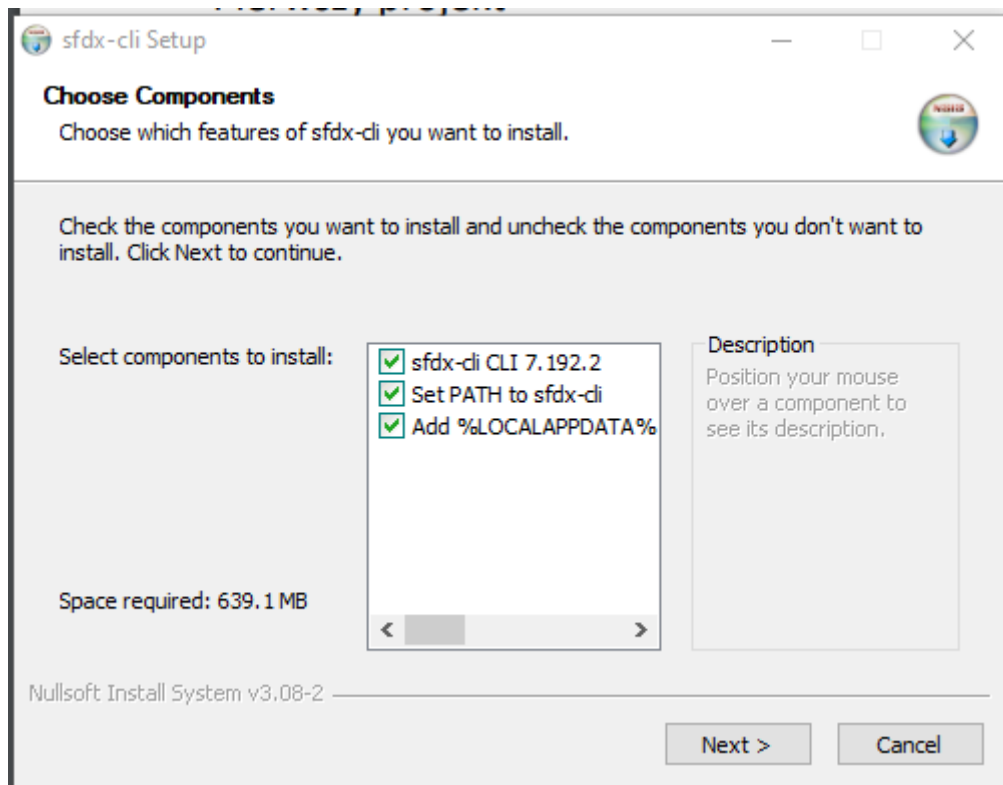 Pierwszy projekt
sfdx-cli Setup
Choose Components
Choose which features of sfdx-cli you want to install.
Check the components you want to install and uncheck the components you don't want to
install. Click Next to continue.
Select components to install:
sfdx-cli CLI 7.192.2
Set PATH to sfdx-cli
Add %LOCALAPPDATA%
Description
Position your mouse
over a component to
see its description.
Space required: 639.1 MB
Nullsoft Install System v3.08-2
Next >
Cancel